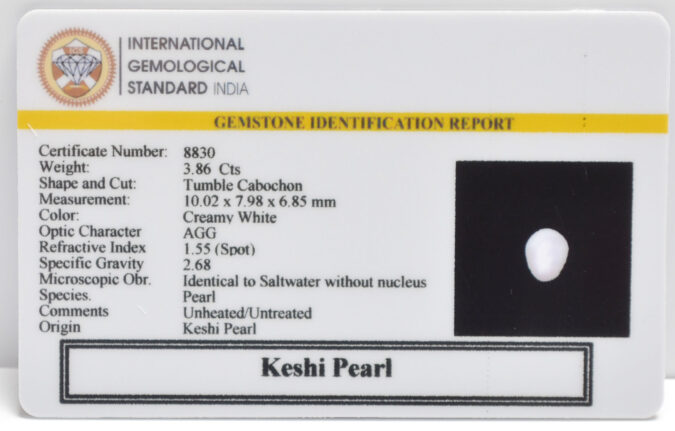 INTERNATIONAL
GEMOLOGICAL
STANDARD INDIA
GEMSTONE IDENTIFICATION REPORT
Certificate Number: 8830
Weight: 3.86 Cts
Shape and Cut: Tumble Cabochon
Measurement: 10.02 x 7.98 x 6.85 mm
Color: Creamy White
Optic Character AGG
Refractive Index 1.55 (Spot)
Specific Gravity 2.68
Microscopic Obr. Identical to Saltwater without nucleus
Species. Pearl
Comments Unheated/Untreated
Origin Keshi Pearl
Keshi Pearl